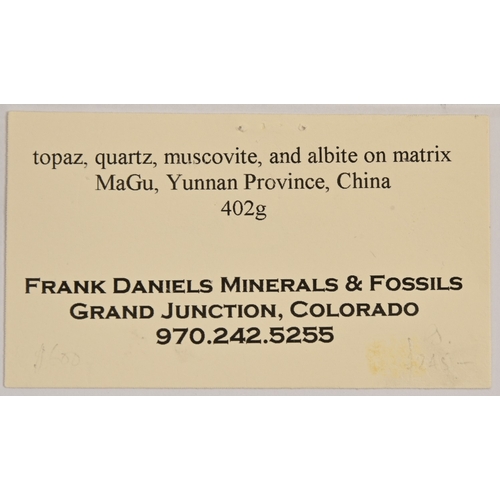 topaz, quartz, muscovite, and albite on matrix
MaGu, Yunnan Province, China
402g
FRANK DANIELS MINERALS & FOSSILS
GRAND JUNCTION, COLORADO
970.242.5255